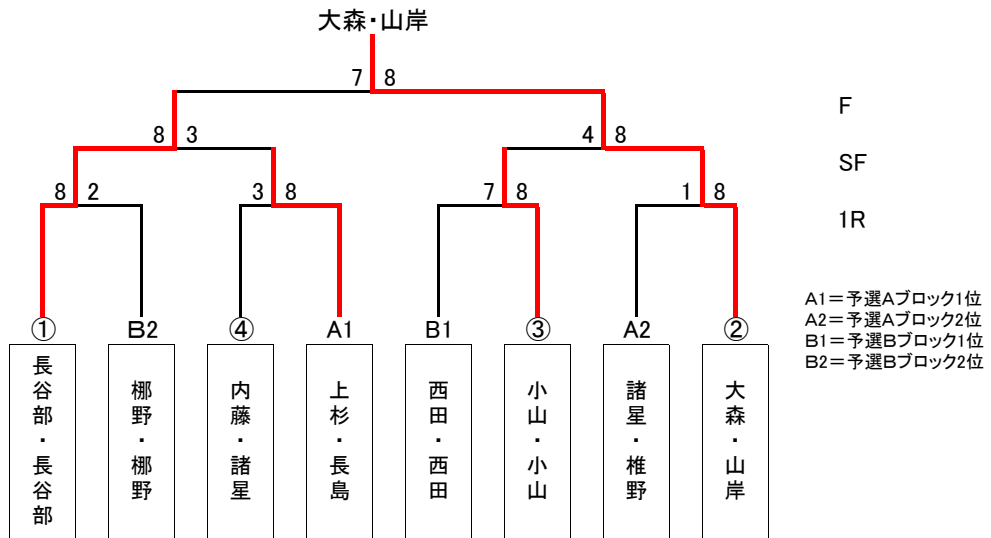 大森・山岸
7 8
F
8 3 4 8
SF
8 2 3 8 7 8 1 8
1R
A1=予選Aブロック1位
A2=予選Aブロック2位
B1=予選Bブロック1位
B2=予選Bブロック2位
① B2 ④ A1 B1 ③ A2 ②
長谷部・長谷部
梛野・梛野
内藤・諸星
上杉・長島
西田・西田
小山・小山
諸星・椎野
大森・山岸